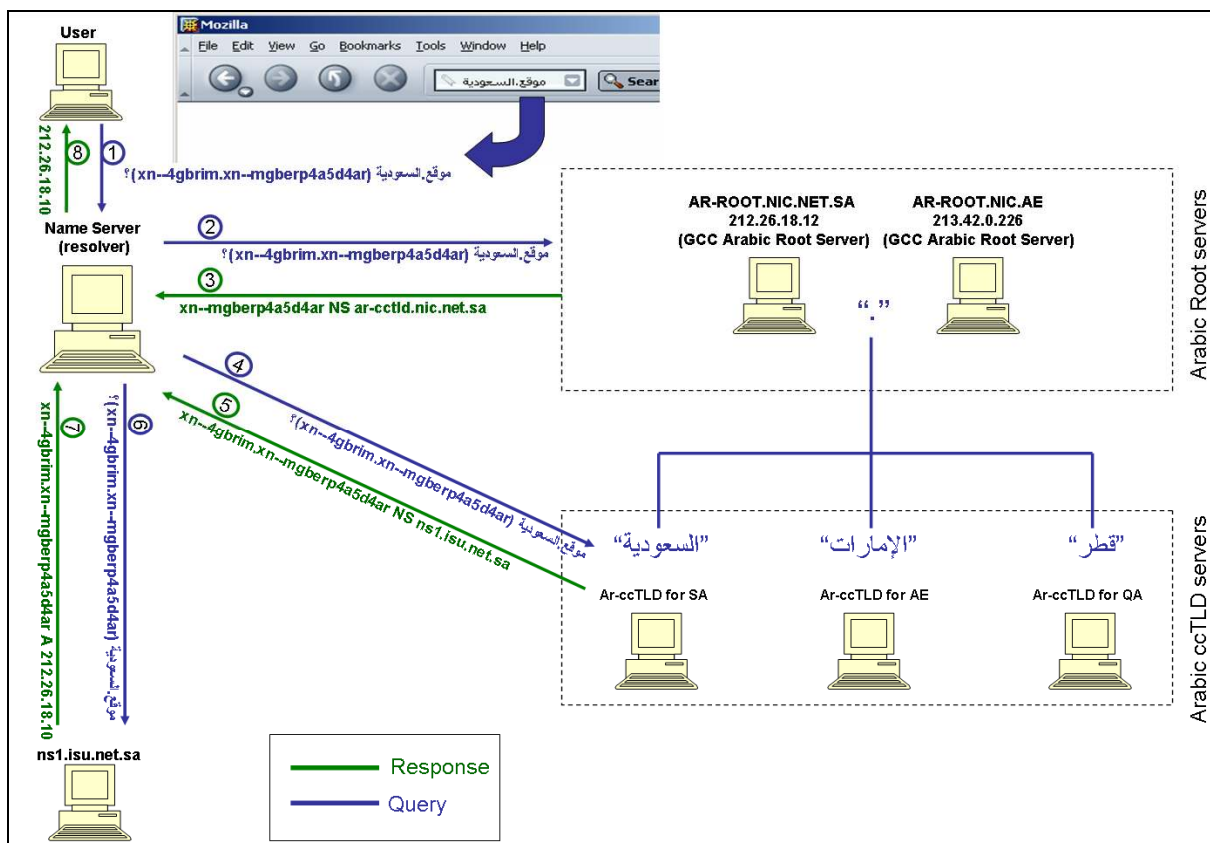 User
Mozilla
File Edit View Go Bookmarks Tools Window Help
موقع.السعودية
Sear
8
1
212.26.18.10
موقع.السعودية (xn--4gbrim.xn--mgberp4a5d4ar)؟
Name Server
(resolver)
2
موقع.السعودية (xn--4gbrim.xn--mgberp4a5d4ar)؟
3
xn--mgberp4a5d4ar NS ar-cctld.nic.net.sa
AR-ROOT.NIC.NET.SA
212.26.18.12
(GCC Arabic Root Server)
AR-ROOT.NIC.AE
213.42.0.226
(GCC Arabic Root Server)
“.”
Arabic Root servers
4
موقع.السعودية (xn--4gbrim.xn--mgberp4a5d4ar)؟
5
xn--4gbrim.xn--mgberp4a5d4ar NS ns1.isu.net.sa
7
xn--4gbrim.xn--mgberp4a5d4ar A 212.26.18.10
6
موقع.السعودية (xn--4gbrim.xn--mgberp4a5d4ar)؟
“السعودية”
“الإمارات”
“قطر”
Ar-ccTLD for SA
Ar-ccTLD for AE
Ar-ccTLD for QA
Arabic ccTLD servers
ns1.isu.net.sa
Response
Query